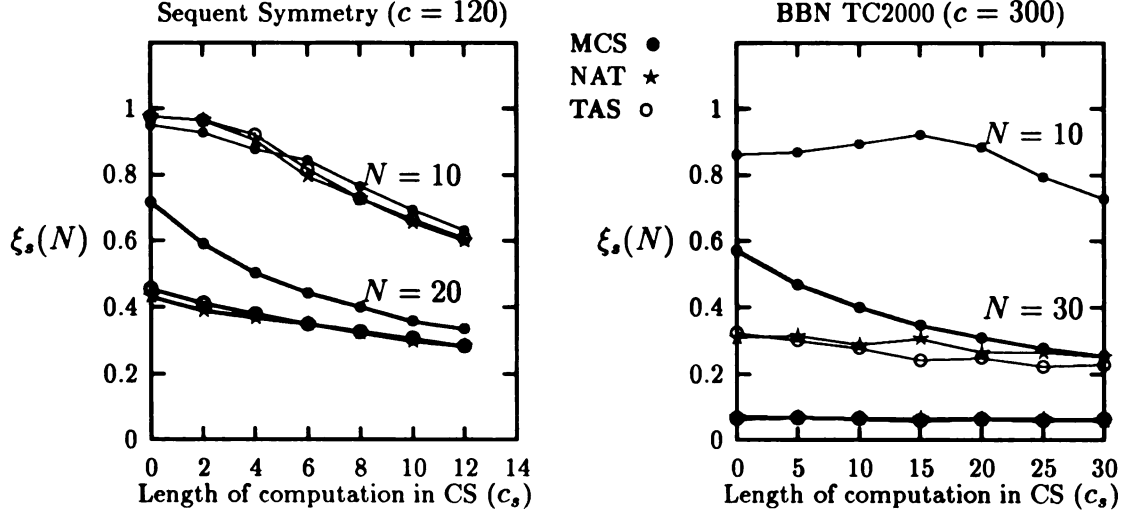 Sequent Symmetry (c = 120)
1
0.8
0.6
0.4
0.2
0
ξₛ(N)
N = 10
N = 20
0 2 4 6 8 10 12 14
Length of computation in CS (cₛ)
MCS ●
NAT ★
TAS ○
BBN TC2000 (c = 300)
1
0.8
0.6
0.4
0.2
0
ξₛ(N)
N = 10
N = 30
0 5 10 15 20 25 30
Length of computation in CS (cₛ)